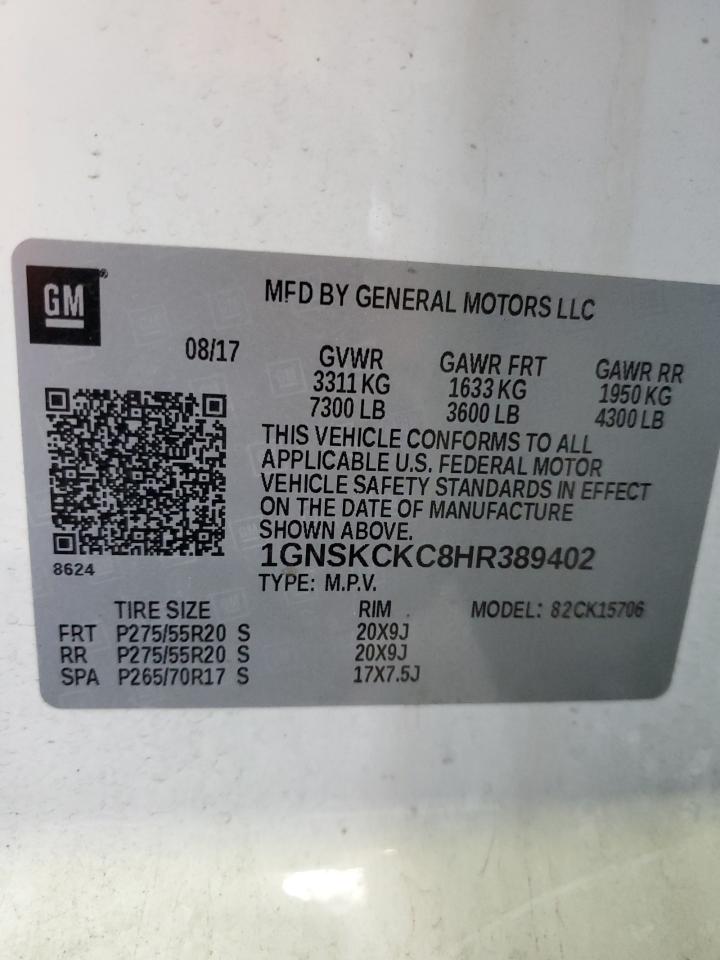 GM®
MFD BY GENERAL MOTORS LLC
08/17
GVWR GAWR FRT GAWR RR
3311 KG 1633 KG 1950 KG
7300 LB 3600 LB 4300 LB
THIS VEHICLE CONFORMS TO ALL
APPLICABLE U.S. FEDERAL MOTOR
VEHICLE SAFETY STANDARDS IN EFFECT
ON THE DATE OF MANUFACTURE
SHOWN ABOVE.
1GNSKCKC8HR389402
8624
TYPE: M.P.V.
TIRE SIZE RIM MODEL: 82CK15706
FRT P275/55R20 S 20X9J
RR P275/55R20 S 20X9J
SPA P265/70R17 S 17X7.5J